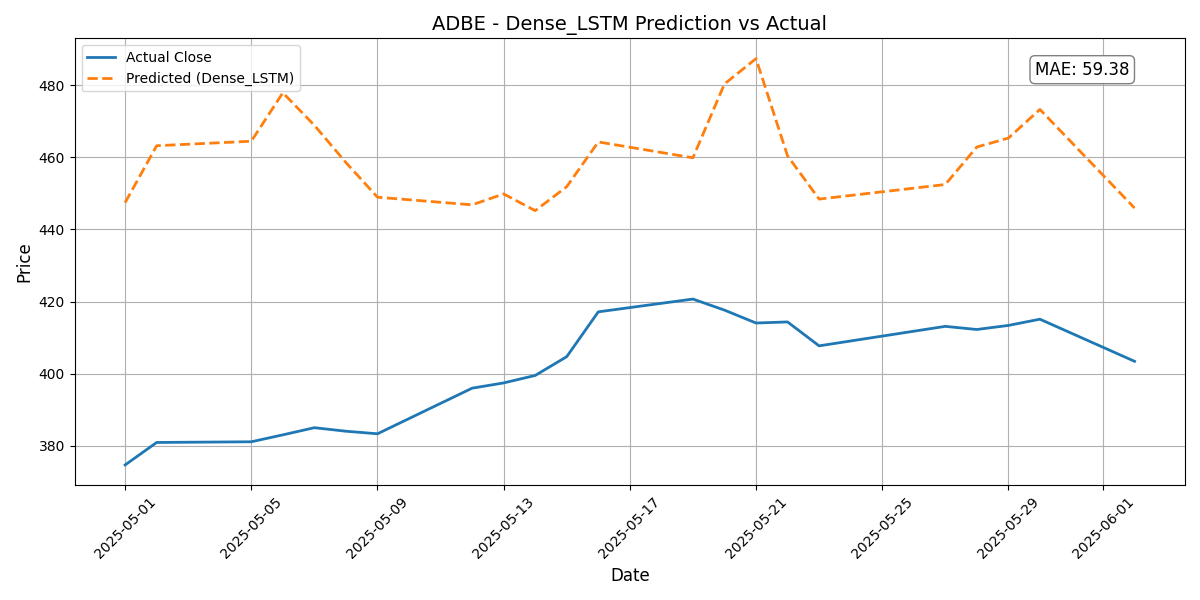 ADBE - Dense_LSTM Prediction vs Actual
Actual Close
Predicted (Dense_LSTM)
MAE: 59.38
Price
480
460
440
420
400
380
2025-05-01
2025-05-05
2025-05-09
2025-05-13
2025-05-17
2025-05-21
2025-05-25
2025-05-29
2025-06-01
Date